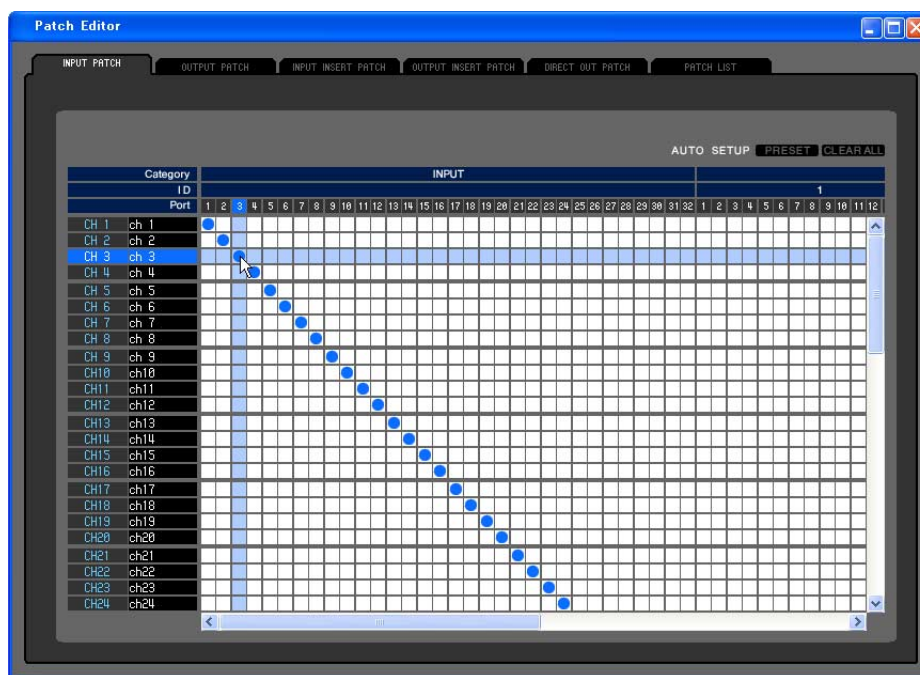 Patch Editor
INPUT PATCH OUTPUT PATCH INPUT INSERT PATCH OUTPUT INSERT PATCH DIRECT OUT PATCH PATCH LIST
AUTO SETUP PRESET CLEAR ALL
Category INPUT
ID 1
Port 1 2 3 4 5 6 7 8 9 10 11 12 13 14 15 16 17 18 19 20 21 22 23 24 25 26 27 28 29 30 31 32 1 2 3 4 5 6 7 8 9 10 11 12
CH 1 ch 1
CH 2 ch 2
CH 3 ch 3
CH 4 ch 4
CH 5 ch 5
CH 6 ch 6
CH 7 ch 7
CH 8 ch 8
CH 9 ch 9
CH10 ch10
CH11 ch11
CH12 ch12
CH13 ch13
CH14 ch14
CH15 ch15
CH16 ch16
CH17 ch17
CH18 ch18
CH19 ch19
CH20 ch20
CH21 ch21
CH22 ch22
CH23 ch23
CH24 ch24